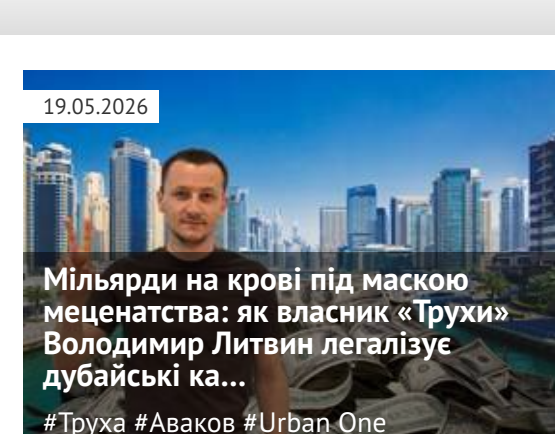 19.05.2026
Мільярди на крові під маскою
меценатства: як власник «Трухи»
Володимир Литвин легалізує
дубайські ка...
#Труха #Аваков #Urban One